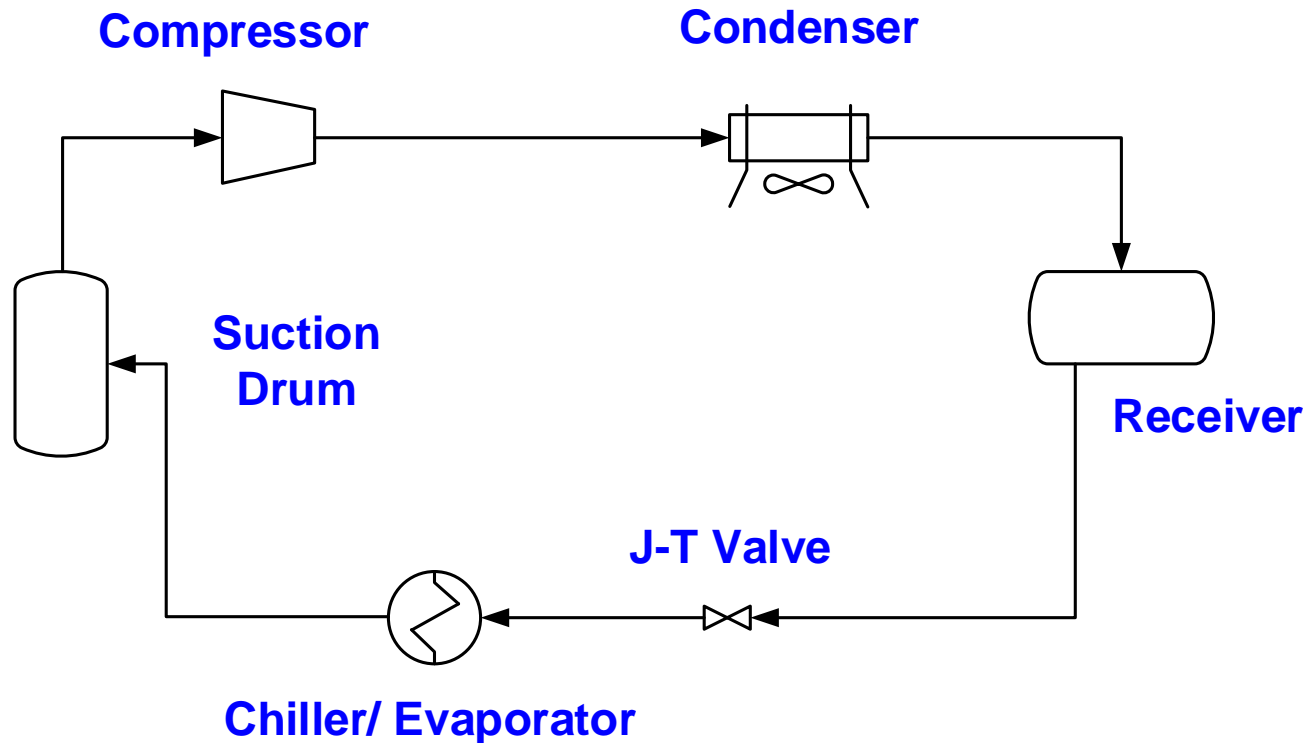 Compressor
Condenser
Suction
Drum
Receiver
J-T Valve
Chiller/ Evaporator